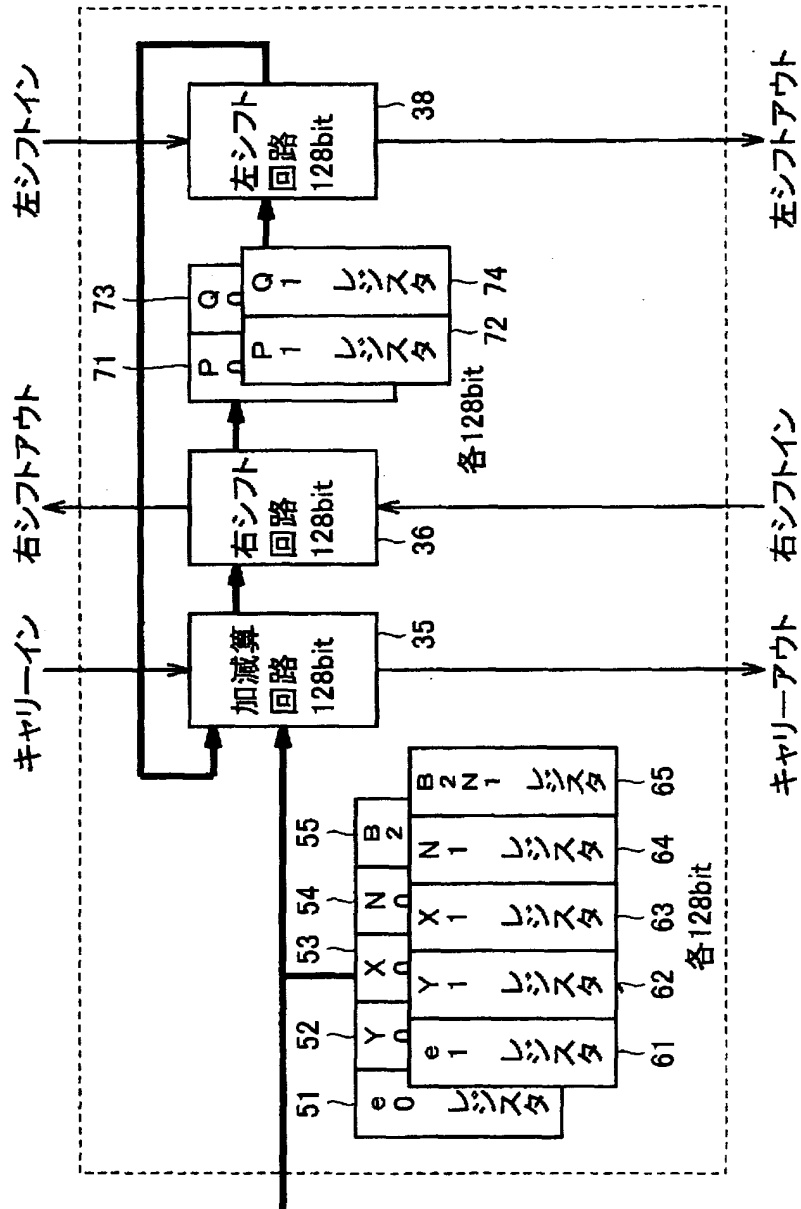 キャリーイン
右シフトアウト
左シフトイン
加減算
回路
128bit
35
右シフト
回路
128bit
36
71
73
P
0
Q
0
P
1
レジスタ
Q
1
レジスタ
72
74
各128bit
左シフト
回路
128bit
38
51
52
53
54
55
e
0
レジスタ
Y
0
X
0
N
0
B
2
e
1
レジスタ
Y
1
レジスタ
X
1
レジスタ
N
1
レジスタ
B
2
N
1
レジスタ
61
62
63
64
65
各128bit
キャリーアウト
右シフトイン
左シフトアウト